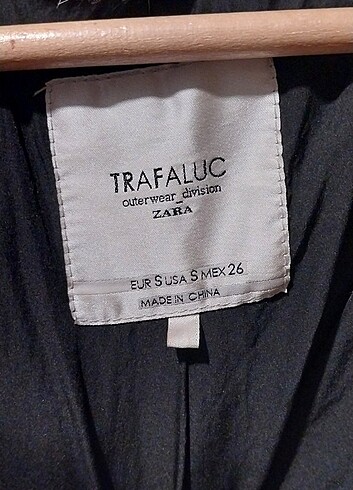 TRAFALUC
outerwear_division
ZARA
EUR S USA S MEX 26
MADE IN CHINA